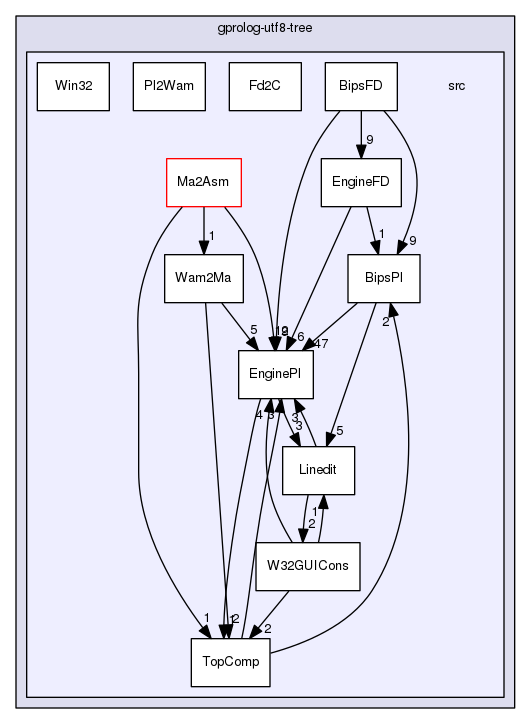 gprolog-utf8-tree
Win32 Pl2Wam Fd2C BipsFD src
9
Ma2Asm EngineFD
1 1 9
Wam2Ma BipsPl
2
5 6 47
EnginePl
4 3 3 3
5
Linedit
1 2
W32GUICons
1 2 2
TopComp